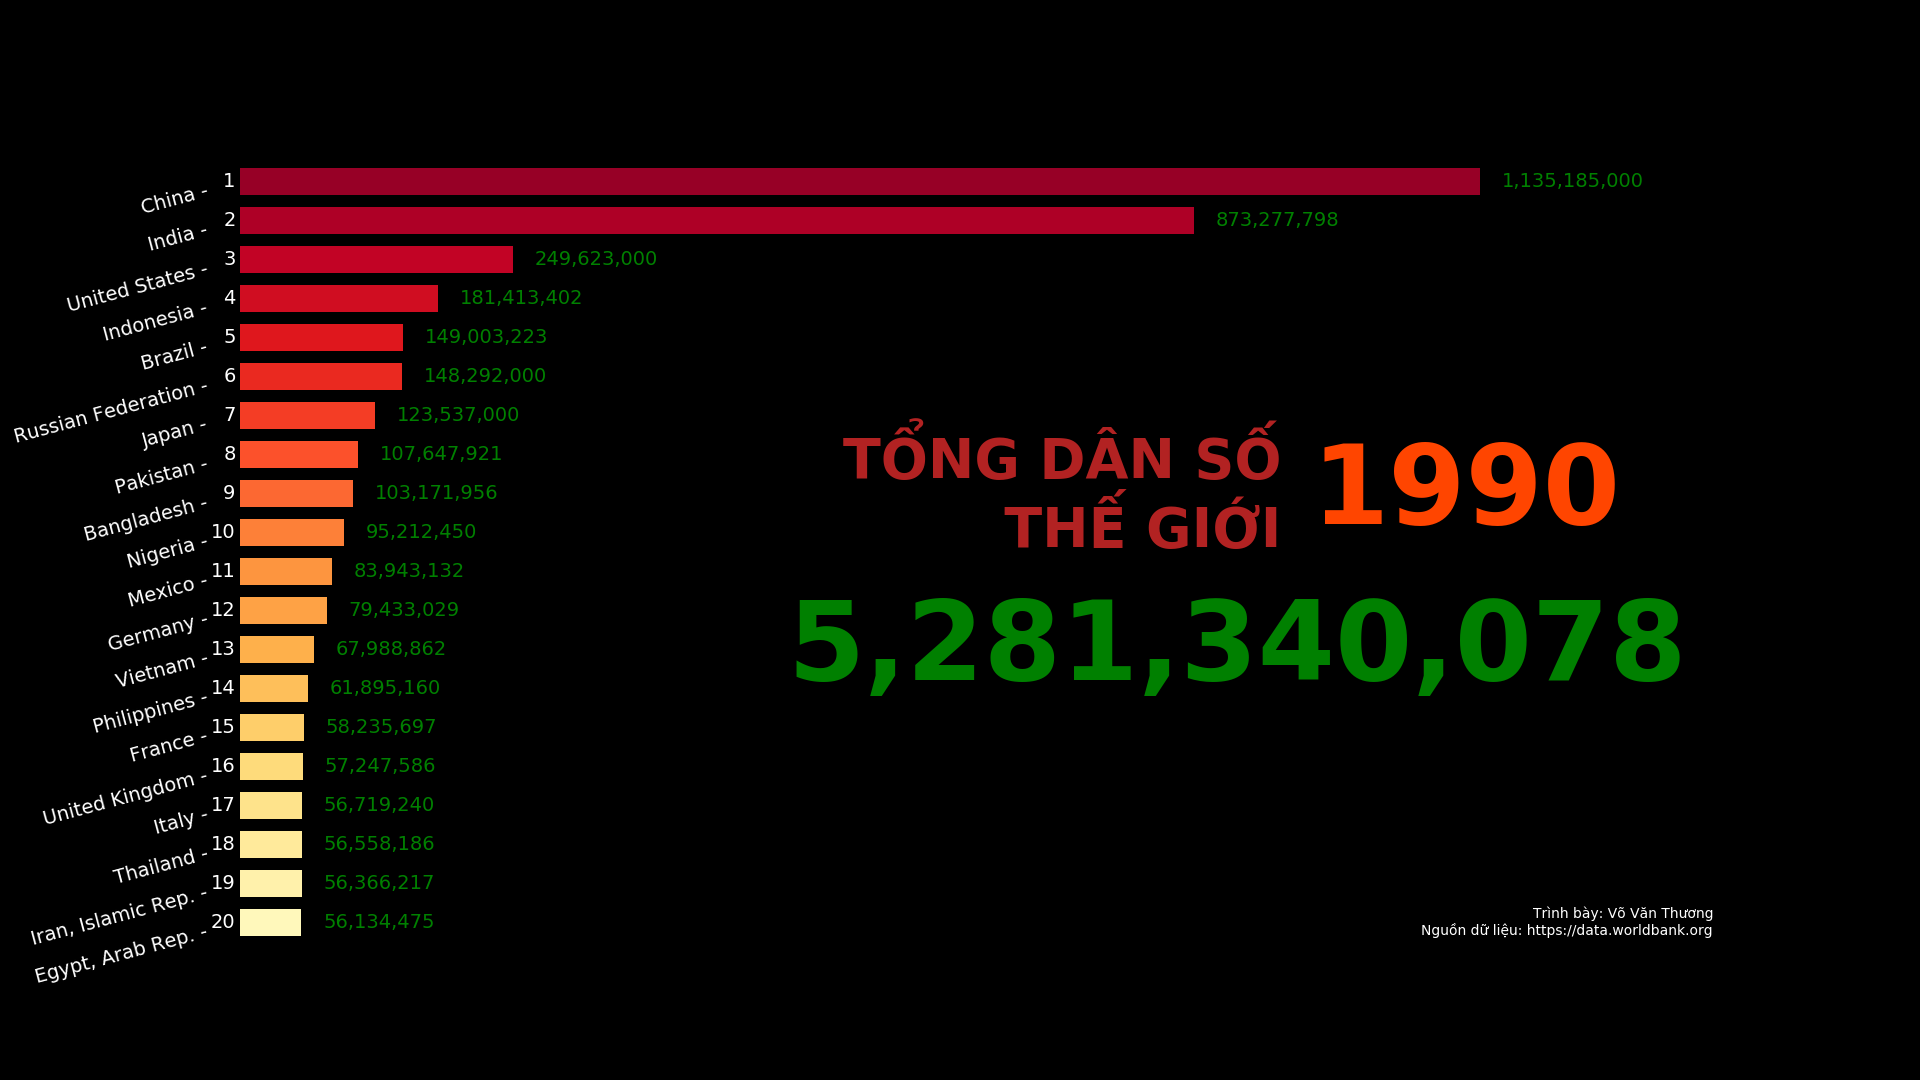 China - 1 1,135,185,000
India - 2 873,277,798
United States - 3 249,623,000
Indonesia - 4 181,413,402
Brazil - 5 149,003,223
Russian Federation - 6 148,292,000
Japan - 7 123,537,000
Pakistan - 8 107,647,921
Bangladesh - 9 103,171,956
Nigeria - 10 95,212,450
Mexico - 11 83,943,132
Germany - 12 79,433,029
Vietnam - 13 67,988,862
Philippines - 14 61,895,160
France - 15 58,235,697
United Kingdom - 16 57,247,586
Italy - 17 56,719,240
Thailand - 18 56,558,186
Iran, Islamic Rep. - 19 56,366,217
Egypt, Arab Rep. - 20 56,134,475
TỔNG DÂN SỐ
THẾ GIỚI
1990
5,281,340,078
Trình bày: Võ Văn Thương
Nguồn dữ liệu: https://data.worldbank.org